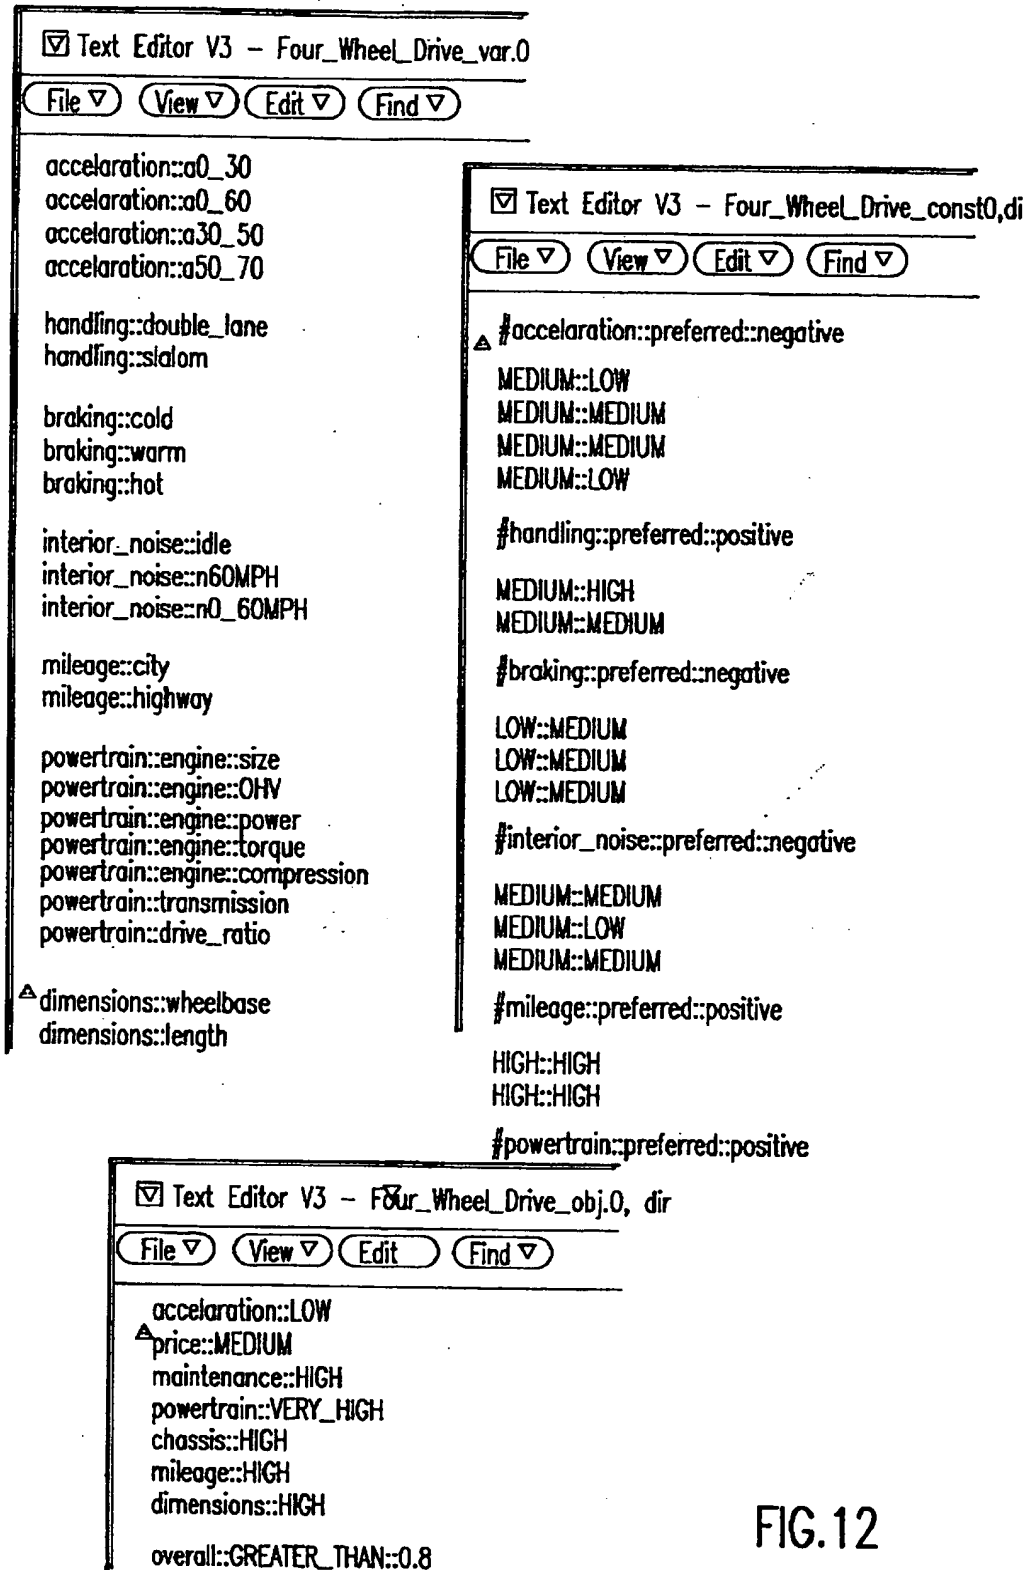 Text Editor V3 – Four_Wheel_Drive_var.0
File View Edit Find
accelaration::a0_30
accelaration::a0_60
accelaration::a30_50
accelaration::a50_70
handling::double_lane
handling::slalom
braking::cold
braking::warm
braking::hot
interior_noise::idle
interior_noise::n60MPH
interior_noise::n0_60MPH
mileage::city
mileage::highway
powertrain::engine::size
powertrain::engine::OHV
powertrain::engine::power
powertrain::engine::torque
powertrain::engine::compression
powertrain::transmission
powertrain::drive_ratio
dimensions::wheelbase
dimensions::length
Text Editor V3 – Four_Wheel_Drive_const0,di
File View Edit Find
#accelaration::preferred::negative
MEDIUM::LOW
MEDIUM::MEDIUM
MEDIUM::MEDIUM
MEDIUM::LOW
#handling::preferred::positive
MEDIUM::HIGH
MEDIUM::MEDIUM
#braking::preferred::negative
LOW::MEDIUM
LOW::MEDIUM
LOW::MEDIUM
#interior_noise::preferred::negative
MEDIUM::MEDIUM
MEDIUM::LOW
MEDIUM::MEDIUM
#mileage::preferred::positive
HIGH::HIGH
HIGH::HIGH
#powertrain::preferred::positive
Text Editor V3 – Four_Wheel_Drive_obj.0, dir
File View Edit Find
accelaration::LOW
price::MEDIUM
maintenance::HIGH
powertrain::VERY_HIGH
chassis::HIGH
mileage::HIGH
dimensions::HIGH
overall::GREATER_THAN::0.8
FIG.12